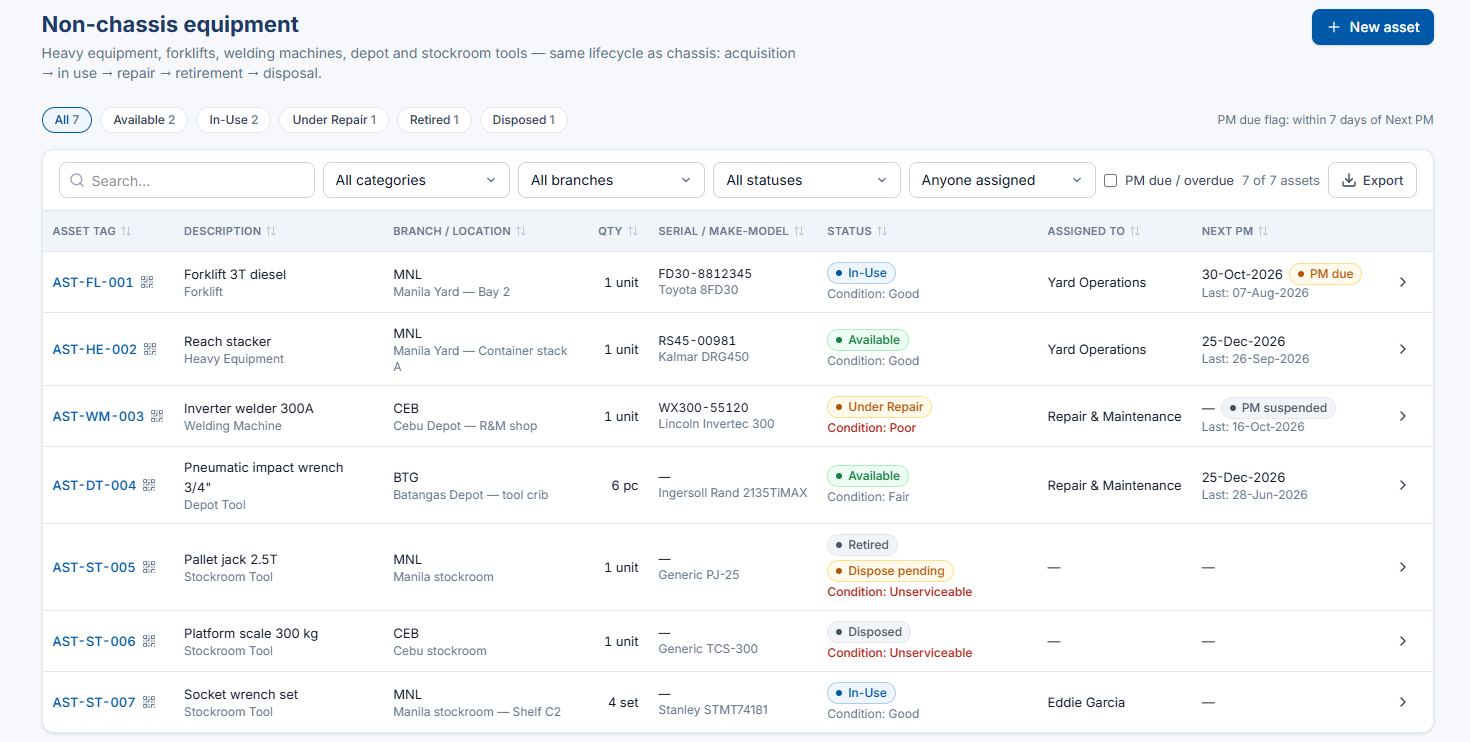 Non-chassis equipment
+ New asset
Heavy equipment, forklifts, welding machines, depot and stockroom tools — same lifecycle as chassis: acquisition
→ in use → repair → retirement → disposal.
All 7 Available 2 In-Use 2 Under Repair 1 Retired 1 Disposed 1 PM due flag: within 7 days of Next PM
Search... All categories All branches All statuses Anyone assigned PM due / overdue 7 of 7 assets Export
ASSET TAG DESCRIPTION BRANCH / LOCATION QTY SERIAL / MAKE-MODEL STATUS ASSIGNED TO NEXT PM
AST-FL-001
Forklift 3T diesel
Forklift
MNL
Manila Yard — Bay 2
1 unit
FD30-8812345
Toyota 8FD30
In-Use
Condition: Good
Yard Operations
30-Oct-2026 PM due
Last: 07-Aug-2026
AST-HE-002
Reach stacker
Heavy Equipment
MNL
Manila Yard — Container stack
A
1 unit
RS45-00981
Kalmar DRG450
Available
Condition: Good
Yard Operations
25-Dec-2026
Last: 26-Sep-2026
AST-WM-003
Inverter welder 300A
Welding Machine
CEB
Cebu Depot — R&M shop
1 unit
WX300-55120
Lincoln Invertec 300
Under Repair
Condition: Poor
Repair & Maintenance
— PM suspended
Last: 16-Oct-2026
AST-DT-004
Pneumatic impact wrench
3/4"
Depot Tool
BTG
Batangas Depot — tool crib
6 pc
—
Ingersoll Rand 2135TiMAX
Available
Condition: Fair
Repair & Maintenance
25-Dec-2026
Last: 28-Jun-2026
AST-ST-005
Pallet jack 2.5T
Stockroom Tool
MNL
Manila stockroom
1 unit
—
Generic PJ-25
Retired
Dispose pending
Condition: Unserviceable
—
—
AST-ST-006
Platform scale 300 kg
Stockroom Tool
CEB
Cebu stockroom
1 unit
—
Generic TCS-300
Disposed
Condition: Unserviceable
—
—
AST-ST-007
Socket wrench set
Stockroom Tool
MNL
Manila stockroom — Shelf C2
4 set
—
Stanley STMT74181
In-Use
Condition: Good
Eddie Garcia
—